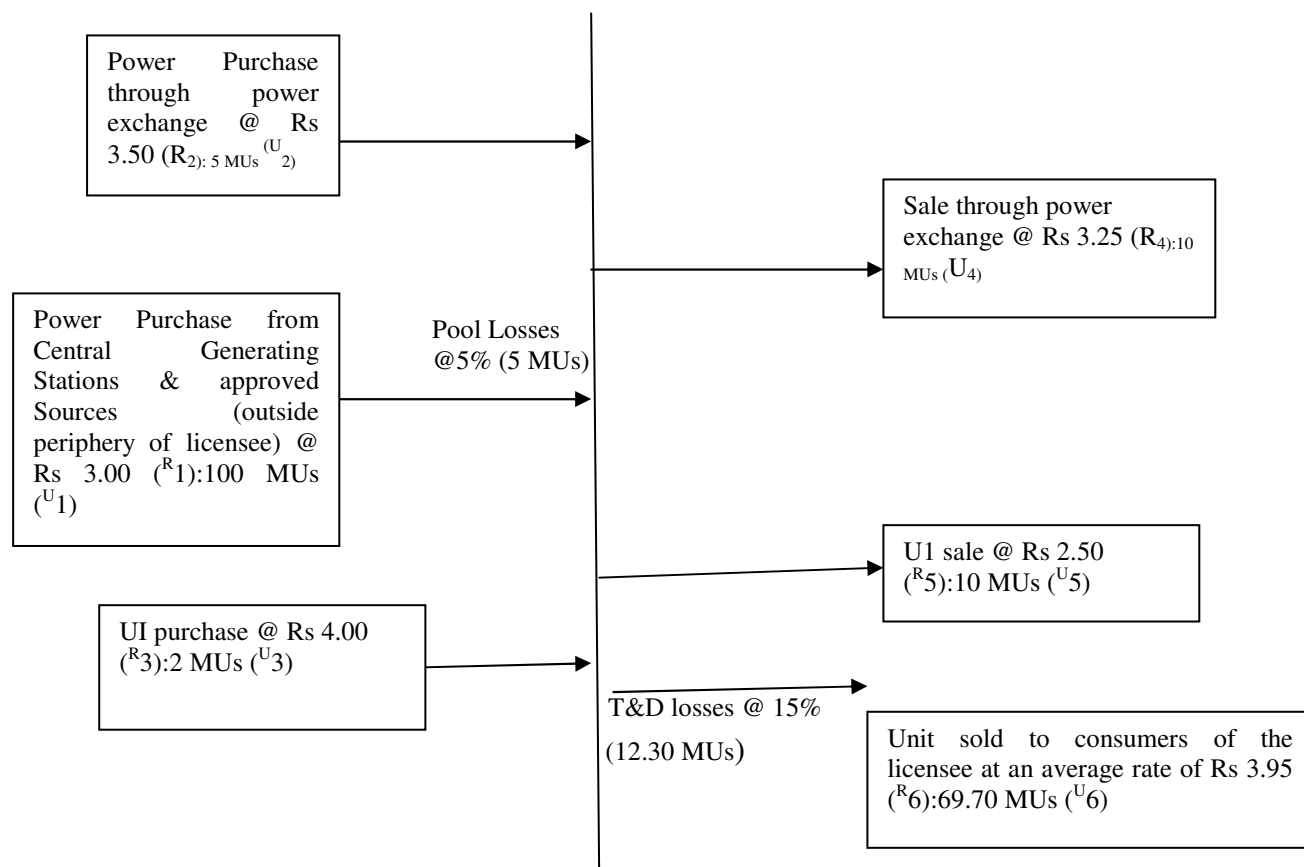 Power Purchase
through power
exchange @ Rs
3.50 (R2): 5 MUs (U2)
Sale through power
exchange @ Rs 3.25 (R4):10
MUs (U4)
Power Purchase from
Central Generating
Stations & approved
Sources (outside
periphery of licensee) @
Rs 3.00 (R1):100 MUs
(U1)
Pool Losses
@5% (5 MUs)
U1 sale @ Rs 2.50
(R5):10 MUs (U5)
UI purchase @ Rs 4.00
(R3):2 MUs (U3)
T&D losses @ 15%
(12.30 MUs)
Unit sold to consumers of the
licensee at an average rate of Rs 3.95
(R6):69.70 MUs (U6)